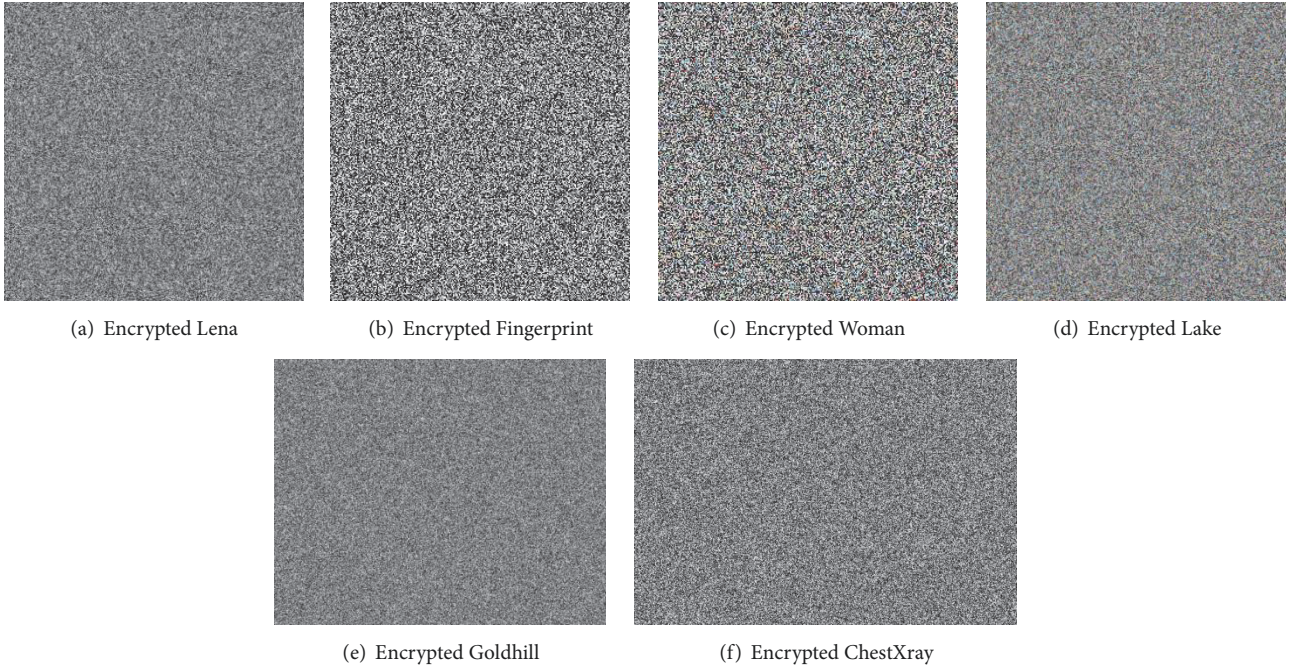 (a) Encrypted Lena
(b) Encrypted Fingerprint
(c) Encrypted Woman
(d) Encrypted Lake
(e) Encrypted Goldhill
(f) Encrypted ChestXray